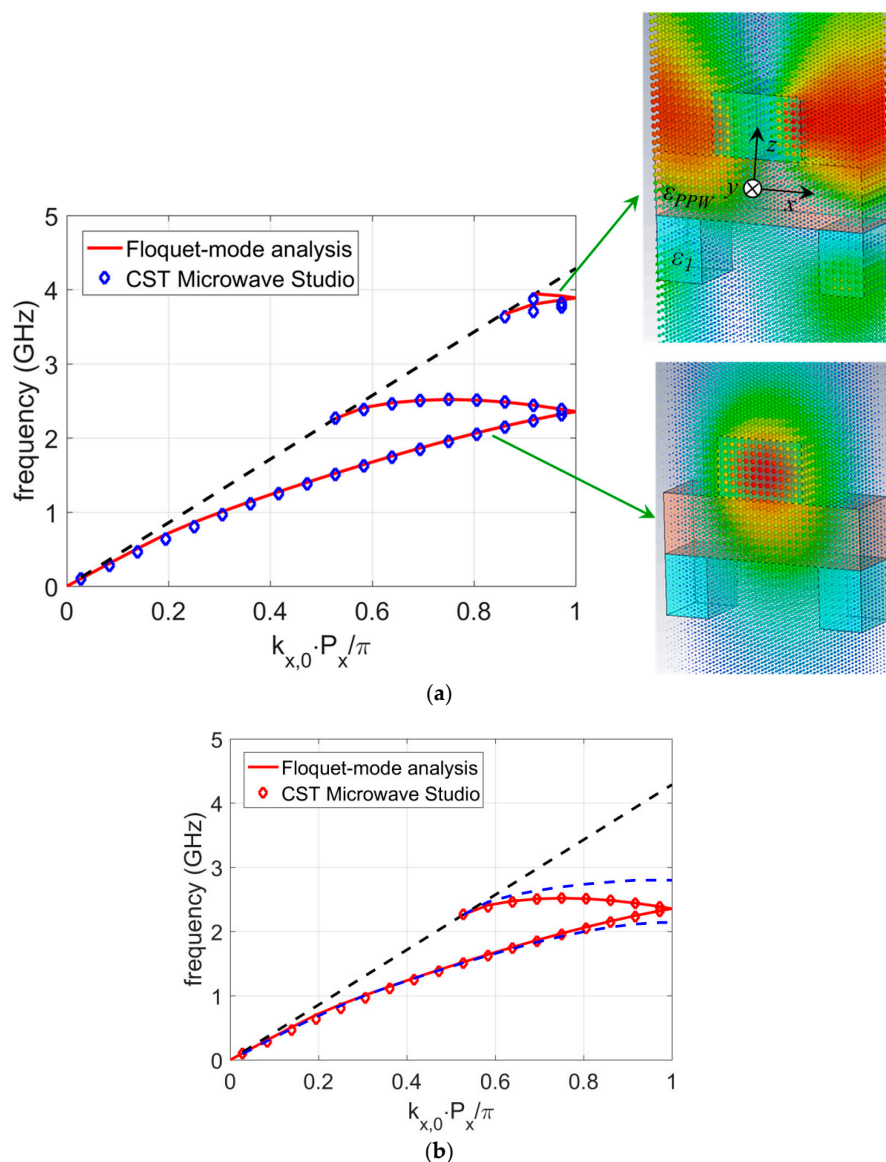 5
4
3
2
1
0
frequency (GHz)
Floquet-mode analysis
CST Microwave Studio
0
0.2
0.4
0.6
0.8
1
k_{x,0}·P_x/π
z
y
x
ε_{PPW}
ε_1
(a)
5
4
3
2
1
0
frequency (GHz)
Floquet-mode analysis
CST Microwave Studio
0
0.2
0.4
0.6
0.8
1
k_{x,0}·P_x/π
(b)